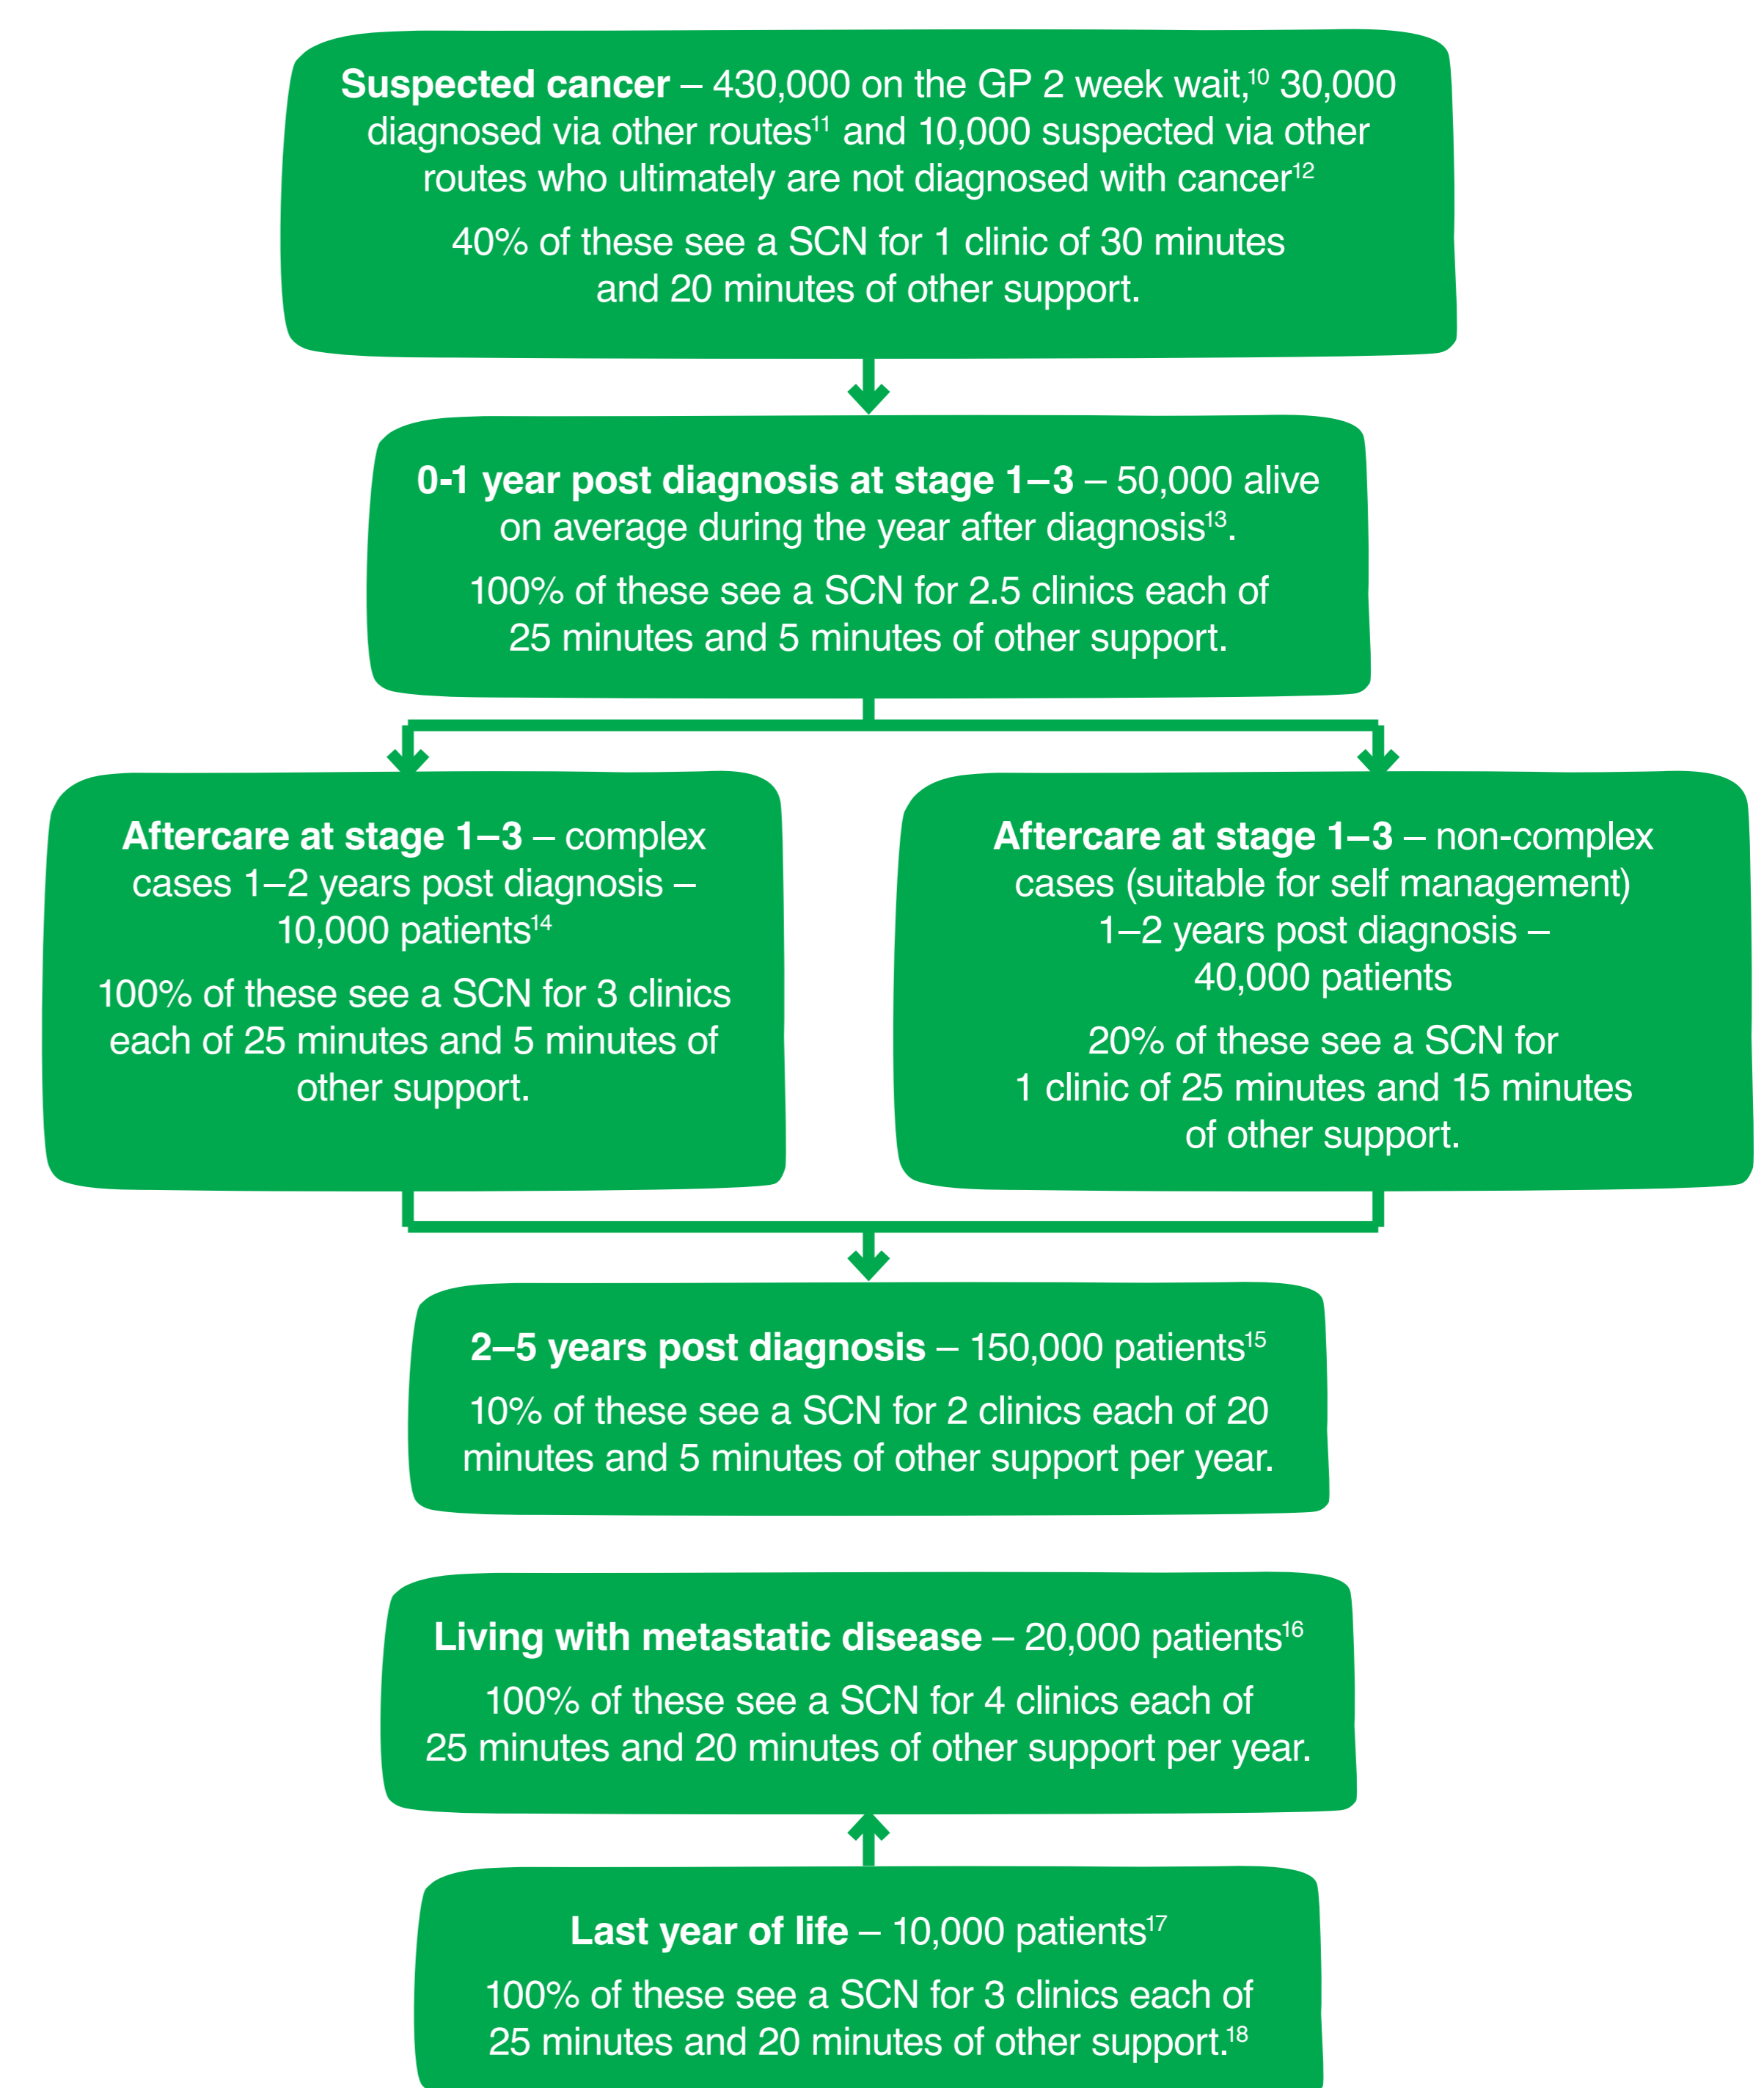 Suspected cancer – 430,000 on the GP 2 week wait,¹⁰ 30,000
diagnosed via other routes¹¹ and 10,000 suspected via other
routes who ultimately are not diagnosed with cancer¹²
40% of these see a SCN for 1 clinic of 30 minutes
and 20 minutes of other support.
0-1 year post diagnosis at stage 1–3 – 50,000 alive
on average during the year after diagnosis¹³.
100% of these see a SCN for 2.5 clinics each of
25 minutes and 5 minutes of other support.
Aftercare at stage 1–3 – complex
cases 1–2 years post diagnosis –
10,000 patients¹⁴
100% of these see a SCN for 3 clinics
each of 25 minutes and 5 minutes of
other support.
Aftercare at stage 1–3 – non-complex
cases (suitable for self management)
1–2 years post diagnosis –
40,000 patients
20% of these see a SCN for
1 clinic of 25 minutes and 15 minutes
of other support.
2–5 years post diagnosis – 150,000 patients¹⁵
10% of these see a SCN for 2 clinics each of 20
minutes and 5 minutes of other support per year.
Living with metastatic disease – 20,000 patients¹⁶
100% of these see a SCN for 4 clinics each of
25 minutes and 20 minutes of other support per year.
Last year of life – 10,000 patients¹⁷
100% of these see a SCN for 3 clinics each of
25 minutes and 20 minutes of other support.¹⁸